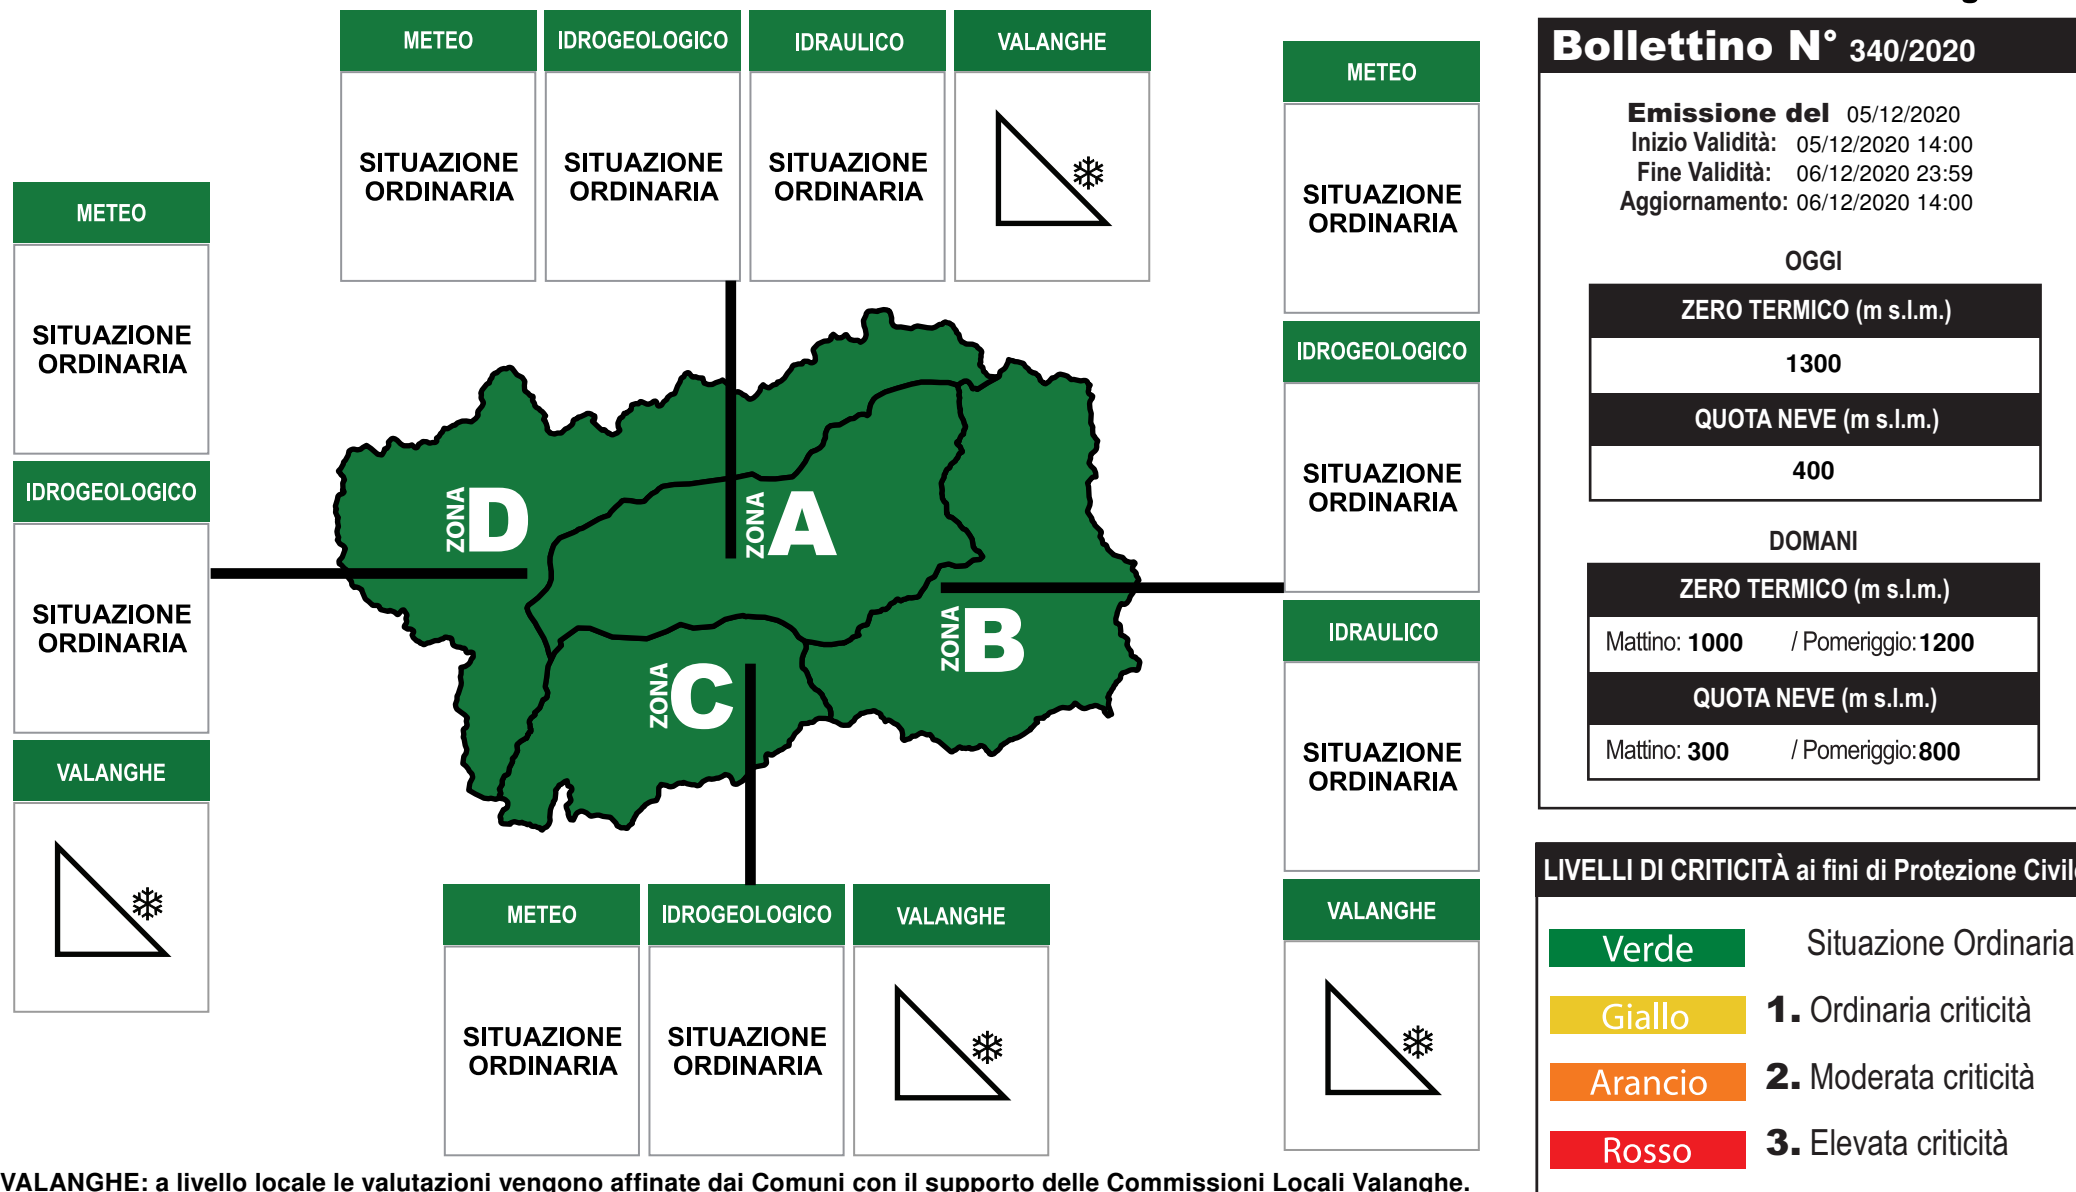 METEO IDROGEOLOGICO IDRAULICO VALANGHE
SITUAZIONE ORDINARIA
SITUAZIONE ORDINARIA
SITUAZIONE ORDINARIA
METEO
SITUAZIONE
ORDINARIA
IDROGEOLOGICO
SITUAZIONE
ORDINARIA
VALANGHE
ZONA D
ZONA A
ZONA B
ZONA C
METEO
SITUAZIONE
ORDINARIA
IDROGEOLOGICO
SITUAZIONE
ORDINARIA
IDRAULICO
SITUAZIONE
ORDINARIA
VALANGHE
METEO IDROGEOLOGICO VALANGHE
SITUAZIONE ORDINARIA
SITUAZIONE ORDINARIA
VALANGHE: a livello locale le valutazioni vengono affinate dai Comuni con il supporto delle Commissioni Locali Valanghe.
Bollettino N° 340/2020
Emissione del 05/12/2020
Inizio Validità: 05/12/2020 14:00
Fine Validità: 06/12/2020 23:59
Aggiornamento: 06/12/2020 14:00
OGGI
ZERO TERMICO (m s.l.m.)
1300
QUOTA NEVE (m s.l.m.)
400
DOMANI
ZERO TERMICO (m s.l.m.)
Mattino: 1000 / Pomeriggio: 1200
QUOTA NEVE (m s.l.m.)
Mattino: 300 / Pomeriggio: 800
LIVELLI DI CRITICITÀ ai fini di Protezione Civile
Verde Situazione Ordinaria
Giallo 1. Ordinaria criticità
Arancio 2. Moderata criticità
Rosso 3. Elevata criticità